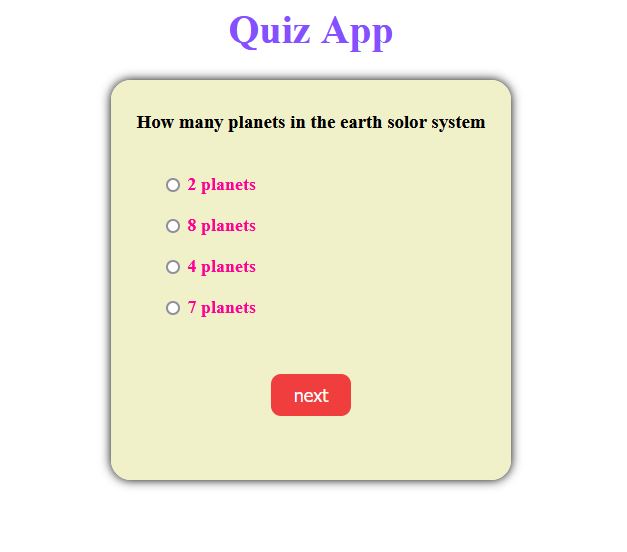 Quiz App
How many planets in the earth solor system
2 planets
8 planets
4 planets
7 planets
next